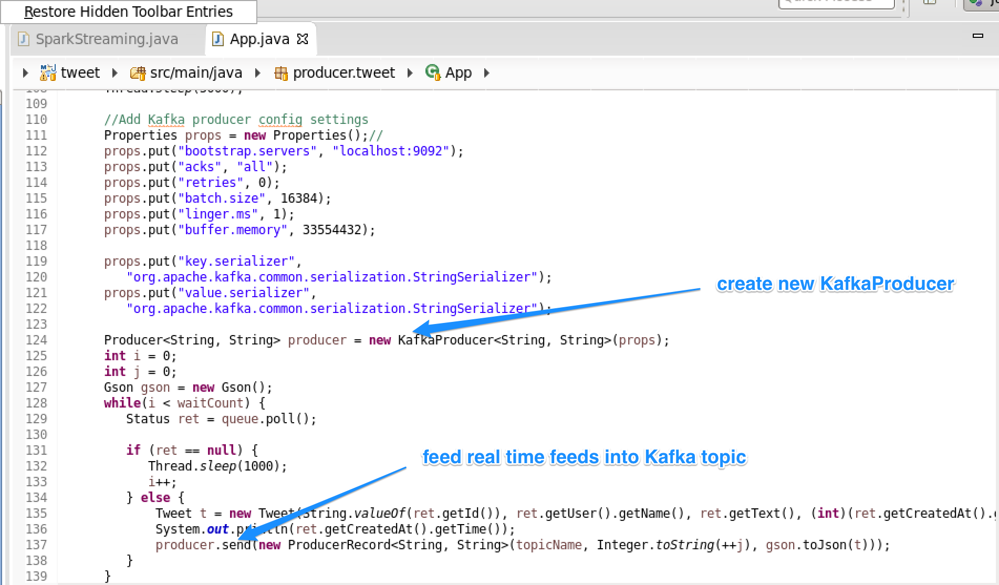 Restore Hidden Toolbar Entries
SparkStreaming.java App.java
tweet src/main/java producer.tweet App
109
110 //Add Kafka producer config settings
111 Properties props = new Properties();//
112 props.put("bootstrap.servers", "localhost:9092");
113 props.put("acks", "all");
114 props.put("retries", 0);
115 props.put("batch.size", 16384);
116 props.put("linger.ms", 1);
117 props.put("buffer.memory", 33554432);
118
119 props.put("key.serializer",
120 "org.apache.kafka.common.serialization.StringSerializer");
create new KafkaProducer
121 props.put("value.serializer",
122 "org.apache.kafka.common.serialization.StringSerializer");
123
124 Producer<String, String> producer = new KafkaProducer<String, String>(props);
125 int i = 0;
126 int j = 0;
127 Gson gson = new Gson();
128 while(i < waitCount) {
129 Status ret = queue.poll();
130
131 if (ret == null) {
feed real time feeds into Kafka topic
132 Thread.sleep(1000);
133 i++;
134 } else {
135 Tweet t = new Tweet(String.valueOf(ret.getId()), ret.getUser().getName(), ret.getText(), (int)(ret.getCreatedAt().
136 System.out.println(ret.getCreatedAt().getTime());
137 producer.send(new ProducerRecord<String, String>(topicName, Integer.toString(++j), gson.toJson(t)));
138 }
139 }